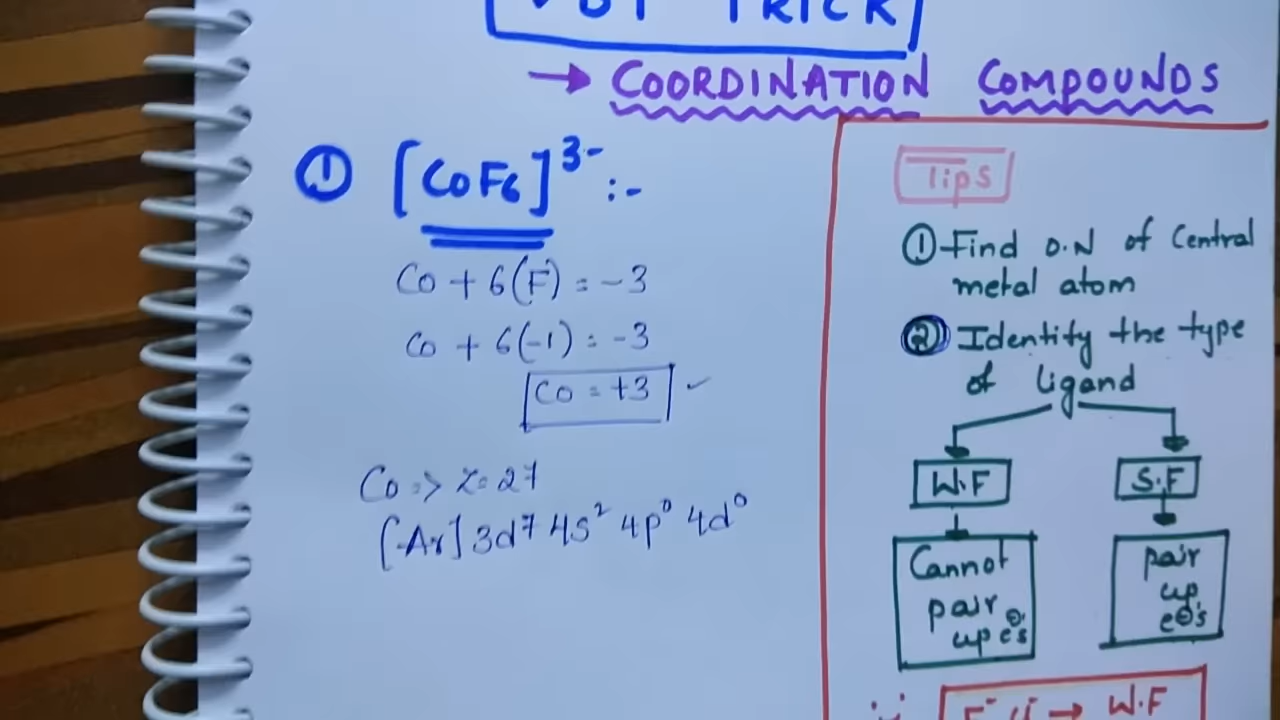 VBT TRICK
→ COORDINATION COMPOUNDS
① [CoF6]³⁻ :-
Co + 6(F) = -3
Co + 6(-1) = -3
Co = +3 ✓
Co => Z=27
[Ar] 3d⁷ 4s² 4p⁰ 4d⁰
Tips
① Find O.N of Central
metal atom
② Identify the type
of ligand
W.F
S.F
Cannot
pair
up e⊖'s
pair
up
e⊖'s
∵ F⁻ → W.F